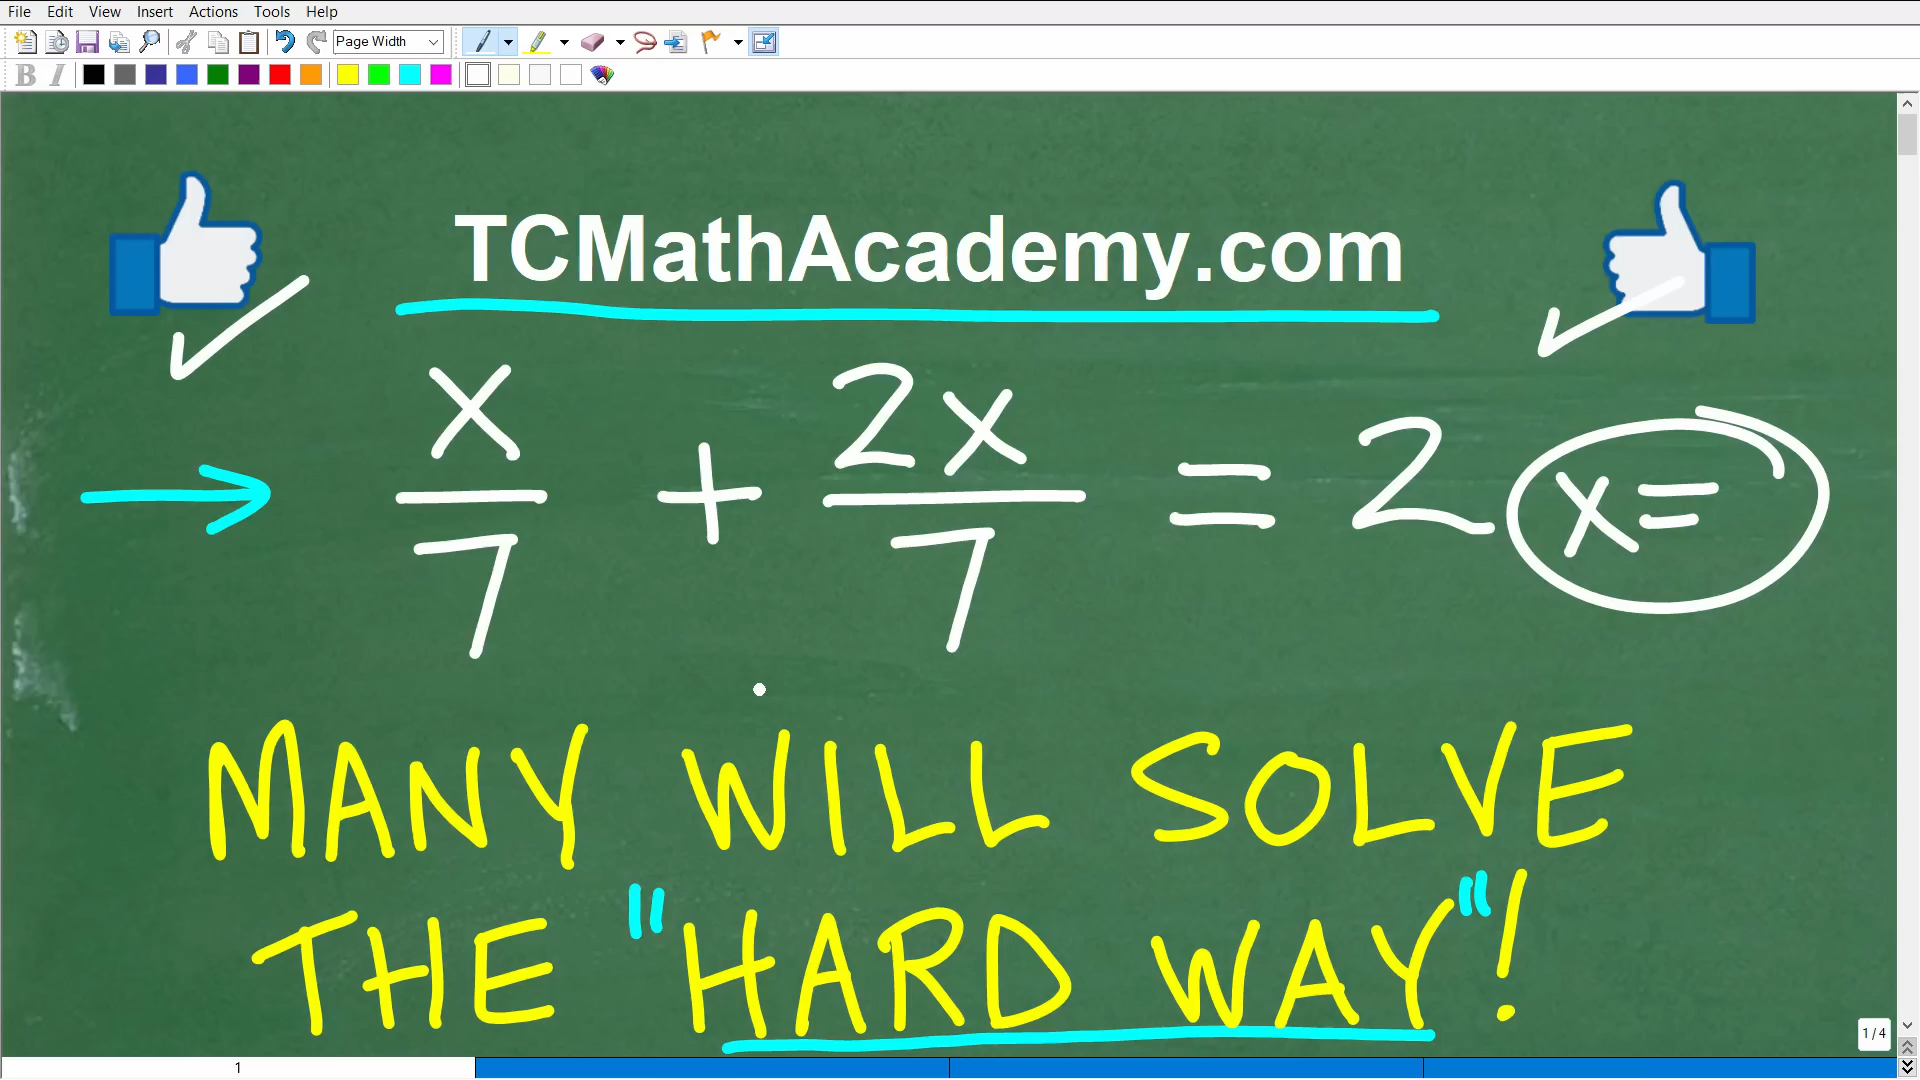 File Edit View Insert Actions Tools Help
Page Width
B I
TCMathAcademy.com
x/7 + 2x/7 = 2 x=
MANY WILL SOLVE
THE "HARD WAY"!
1 / 4
1